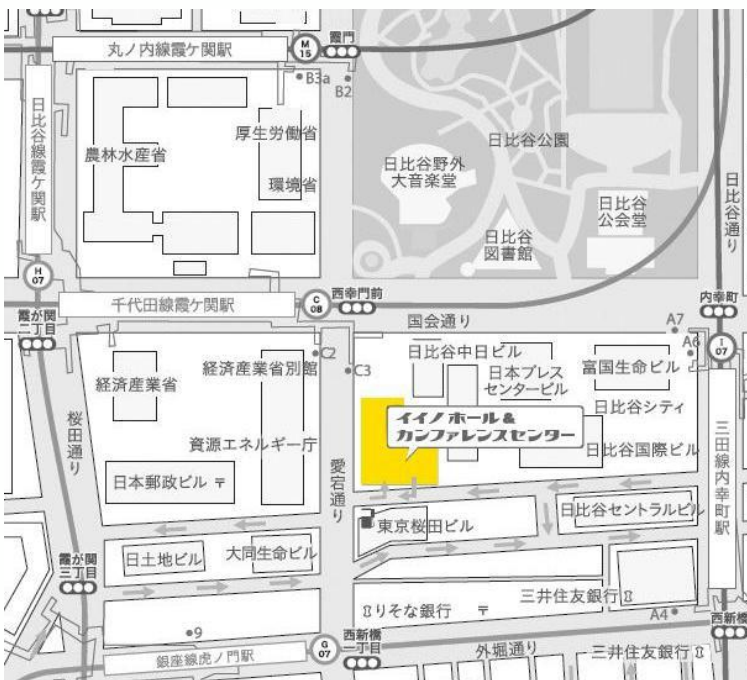 丸ノ内線霞ケ関駅
M
15
霞門
B3a
B2
日比谷線霞ケ関駅
農林水産省
厚生労働省
環境省
日比谷公園
日比谷野外
大音楽堂
日比谷
公会堂
日比谷
図書館
日比谷通り
H
07
千代田線霞ケ関駅
C
08
西幸門前
内幸町
霞が関
二丁目
国会通り
A7
A6
I
07
C2
C3
経済産業省
経済産業省別館
日比谷中日ビル
日本プレス
センタービル
富国生命ビル
日比谷シティ
イイノホール&
カンファレンスセンター
桜田通り
資源エネルギー庁
日本郵政ビル 〒
愛宕通り
日比谷国際ビル
三田線内幸町駅
東京桜田ビル
日比谷セントラルビル
霞が関
三丁目
日土地ビル
大同生命ビル
りそな銀行
〒
三井住友銀行
A4
9
西新橋
一丁目
G
07
銀座線虎ノ門駅
外堀通り
三井住友銀行
西新橋